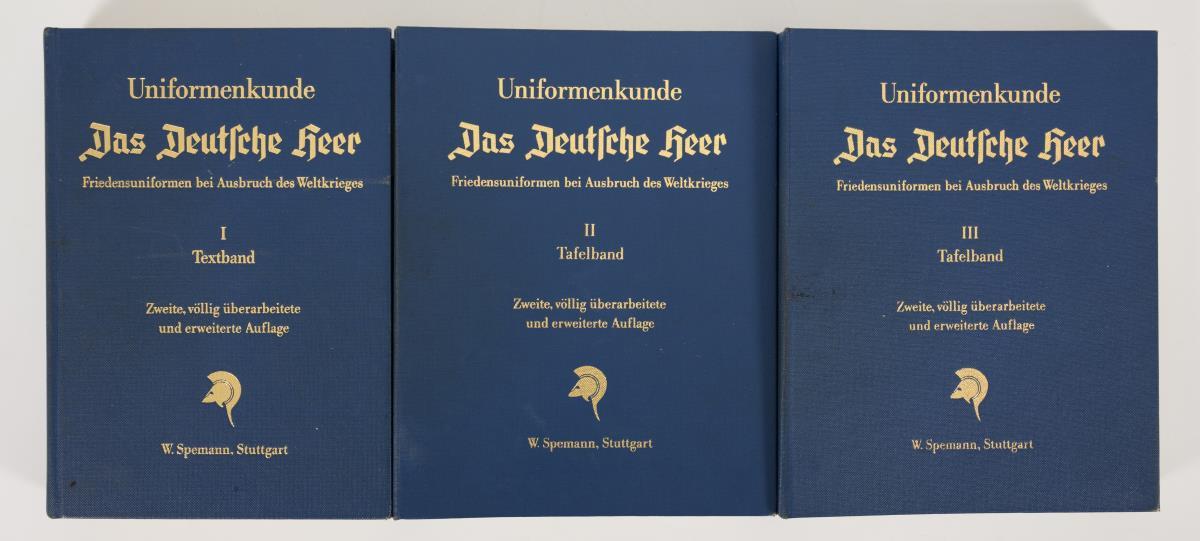 Uniformenkunde
Das Deutſche Heer
Friedensuniformen bei Ausbruch des Weltkrieges
I
Textband
Zweite, völlig überarbeitete
und erweiterte Auflage
W. Spemann, Stuttgart
Uniformenkunde
Das Deutſche Heer
Friedensuniformen bei Ausbruch des Weltkrieges
II
Tafelband
Zweite, völlig überarbeitete
und erweiterte Auflage
W. Spemann, Stuttgart
Uniformenkunde
Das Deutſche Heer
Friedensuniformen bei Ausbruch des Weltkrieges
III
Tafelband
Zweite, völlig überarbeitete
und erweiterte Auflage
W. Spemann, Stuttgart